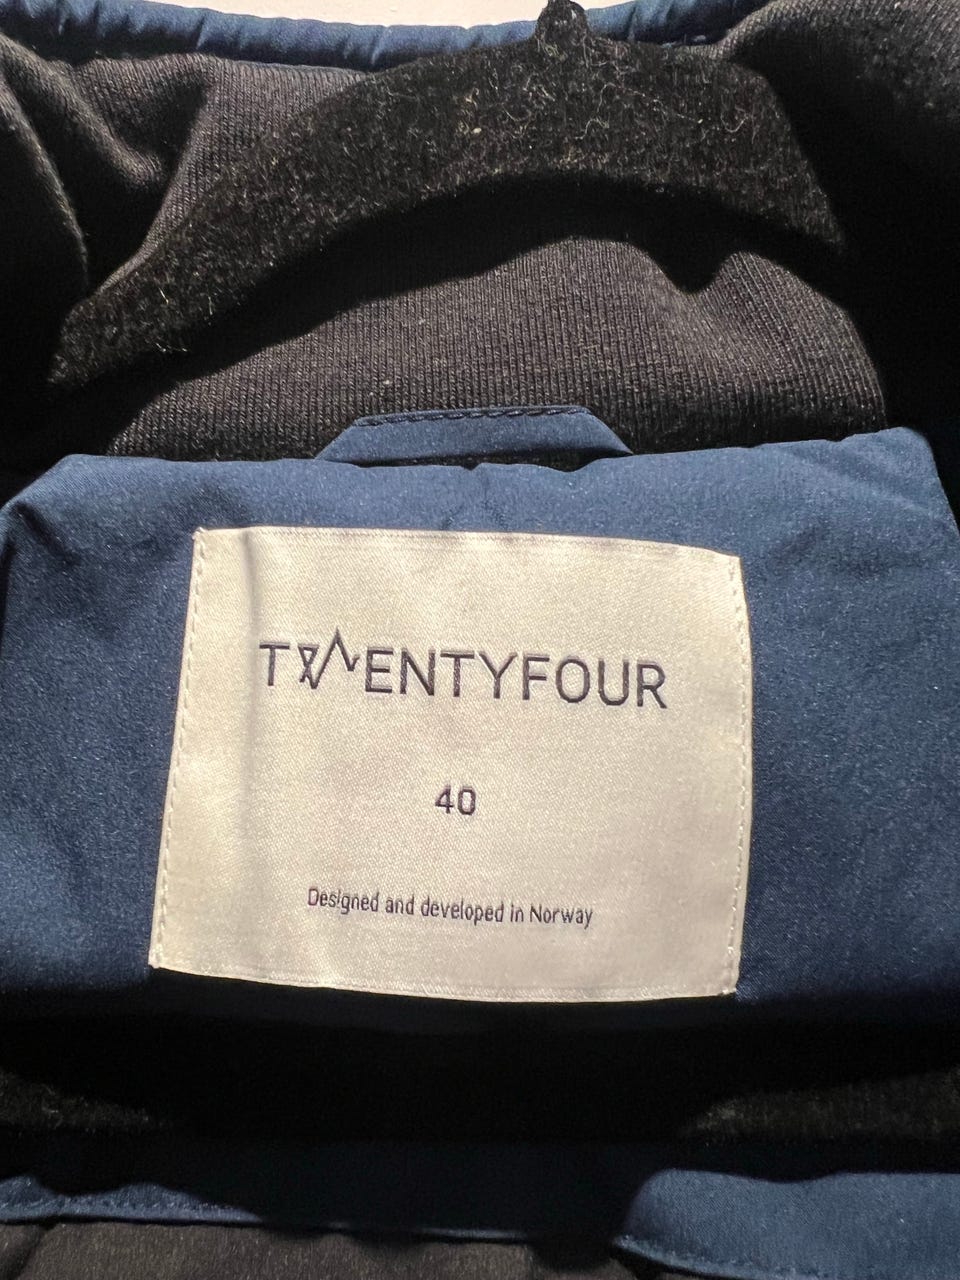 TWENTYFOUR
40
Designed and developed in Norway